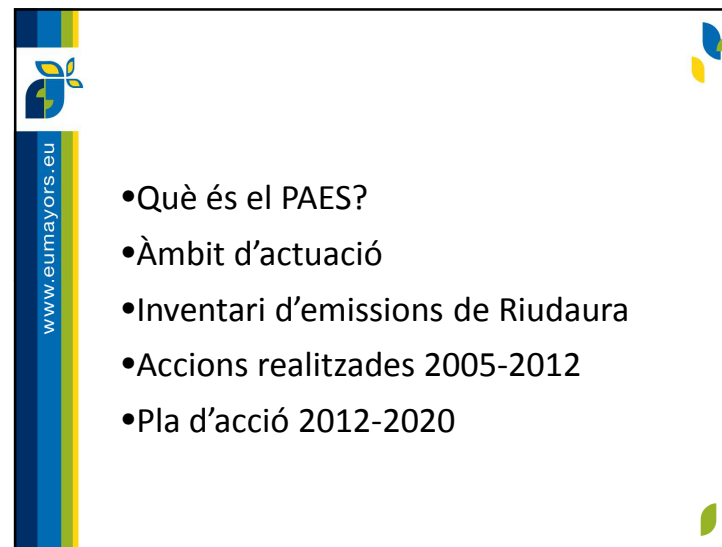 www.eumayors.eu
•Què és el PAES?
•Àmbit d’actuació
•Inventari d’emissions de Riudaura
•Accions realitzades 2005-2012
•Pla d’acció 2012-2020